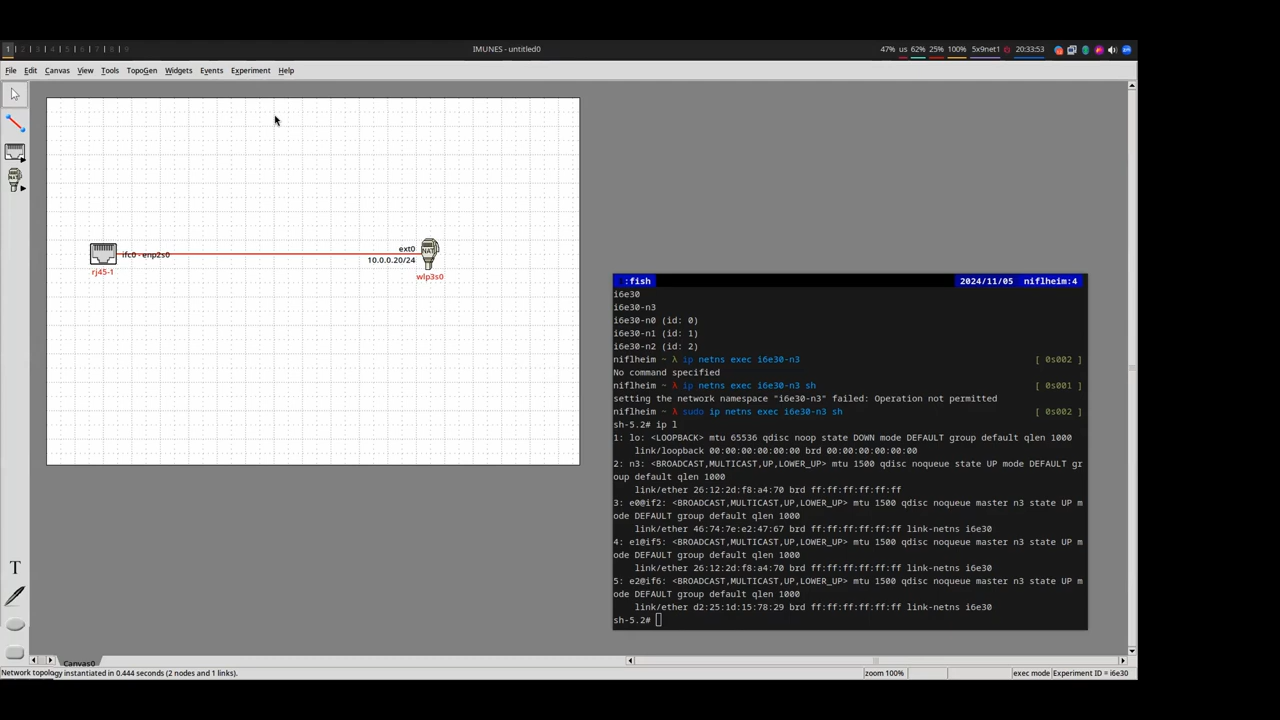 1 2 3 4 5 6 7 8 9
IMUNES - untitled0
47% us 62% 25% 100% 5x9net1 20:33:53
File Edit Canvas View Tools TopoGen Widgets Events Experiment Help
ext0
ifc0 - enp2s0
NAT
10.0.0.20/24
rj45-1
wlp3s0
:fish 2024/11/05 niflheim:4
i6e30
i6e30-n3
i6e30-n0 (id: 0)
i6e30-n1 (id: 1)
i6e30-n2 (id: 2)
niflheim ~ λ ip netns exec i6e30-n3 [ 0s002 ]
No command specified
niflheim ~ λ ip netns exec i6e30-n3 sh [ 0s001 ]
setting the network namespace "i6e30-n3" failed: Operation not permitted
niflheim ~ λ sudo ip netns exec i6e30-n3 sh [ 0s002 ]
sh-5.2# ip l
1: lo: <LOOPBACK> mtu 65536 qdisc noop state DOWN mode DEFAULT group default qlen 1000
link/loopback 00:00:00:00:00:00 brd 00:00:00:00:00:00
2: n3: <BROADCAST,MULTICAST,UP,LOWER_UP> mtu 1500 qdisc noqueue state UP mode DEFAULT gr
oup default qlen 1000
link/ether 26:12:2d:f8:a4:70 brd ff:ff:ff:ff:ff:ff
3: e0@if2: <BROADCAST,MULTICAST,UP,LOWER_UP> mtu 1500 qdisc noqueue master n3 state UP m
ode DEFAULT group default qlen 1000
link/ether 46:74:7e:e2:47:67 brd ff:ff:ff:ff:ff:ff link-netns i6e30
4: e1@if5: <BROADCAST,MULTICAST,UP,LOWER_UP> mtu 1500 qdisc noqueue master n3 state UP m
ode DEFAULT group default qlen 1000
link/ether 26:12:2d:f8:a4:70 brd ff:ff:ff:ff:ff:ff link-netns i6e30
5: e2@if6: <BROADCAST,MULTICAST,UP,LOWER_UP> mtu 1500 qdisc noqueue master n3 state UP m
ode DEFAULT group default qlen 1000
link/ether d2:25:1d:15:78:29 brd ff:ff:ff:ff:ff:ff link-netns i6e30
sh-5.2#
T
Canvas0
Network topology instantiated in 0.444 seconds (2 nodes and 1 links). zoom 100% exec mode Experiment ID = i6e30